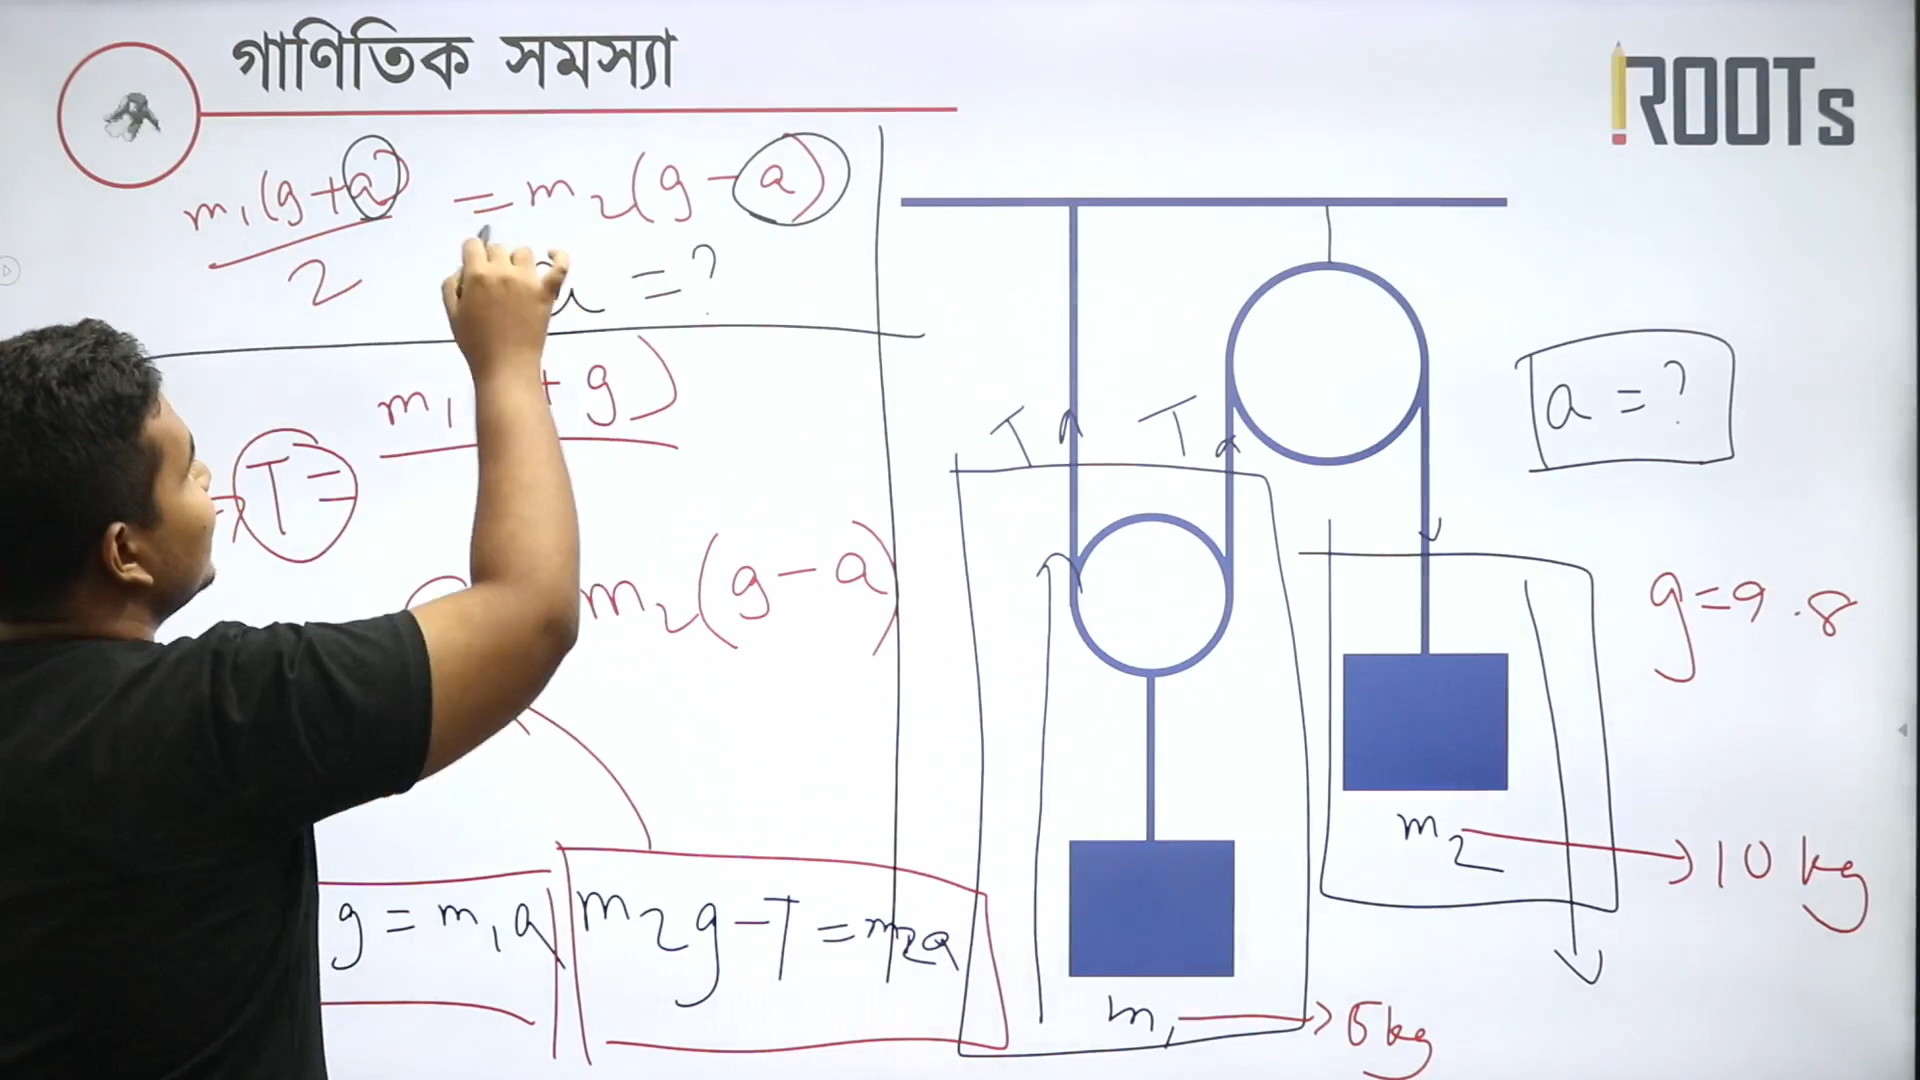 গাণিতিক সমস্যা
ROOTs
m₁(g+a)/2 = m₂(g-a)
= ?
T =
m₁ + g)
m₂(g-a)
g = m₁a
m₂g-T = m₂a
T T
a = ?
g=9.8
m₂ → 10 kg
m₁ → 5 kg